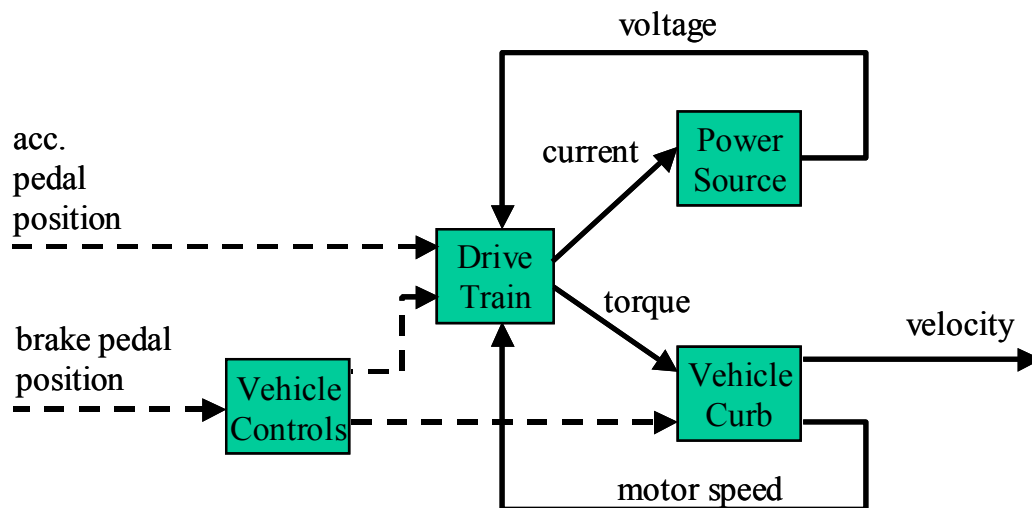 voltage
acc.
pedal
position
current
Power
Source
Drive
Train
torque
velocity
brake pedal
position
Vehicle
Controls
Vehicle
Curb
motor speed